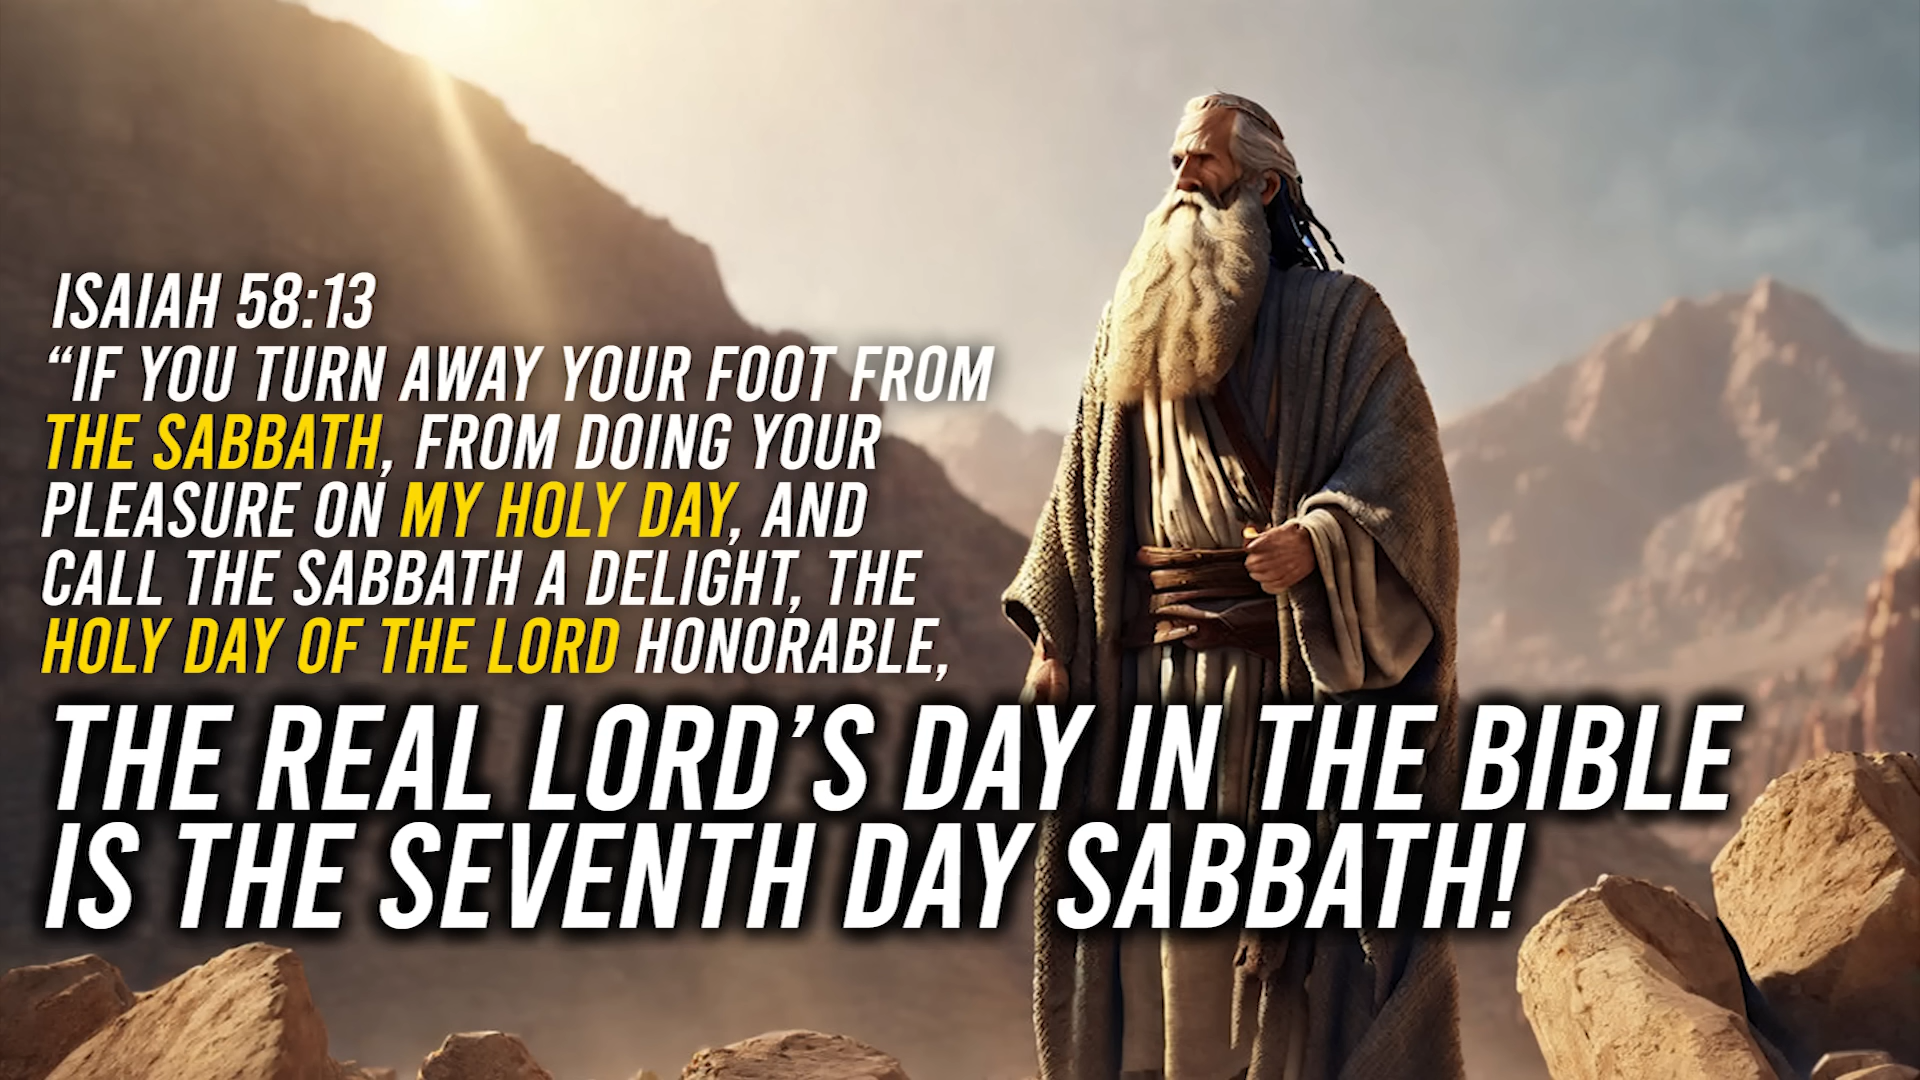 ISAIAH 58:13
“IF YOU TURN AWAY YOUR FOOT FROM
THE SABBATH, FROM DOING YOUR
PLEASURE ON MY HOLY DAY, AND
CALL THE SABBATH A DELIGHT, THE
HOLY DAY OF THE LORD HONORABLE,
THE REAL LORD’S DAY IN THE BIBLE
IS THE SEVENTH DAY SABBATH!